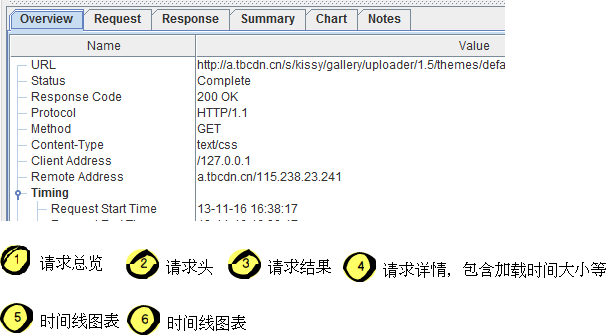 Overview Request Response Summary Chart Notes
Name Value
URL http://a.tbcdn.cn/s/kissy/gallery/uploader/1.5/themes/defa
Status Complete
Response Code 200 OK
Protocol HTTP/1.1
Method GET
Content-Type text/css
Client Address /127.0.0.1
Remote Address a.tbcdn.cn/115.238.23.241
Timing
Request Start Time 13-11-16 16:38:17
1 请求总览 2 请求头 3 请求结果 4 请求详情，包含加载时间大小等
5 时间线图表 6 时间线图表